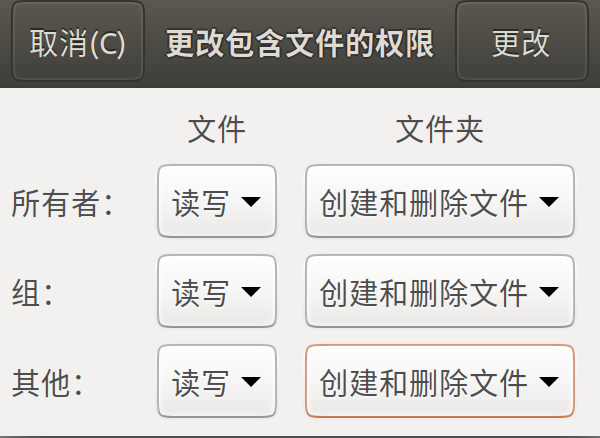 取消(C) 更改包含文件的权限 更改
文件 文件夹
所有者： 读写 创建和删除文件
组： 读写 创建和删除文件
其他： 读写 创建和删除文件